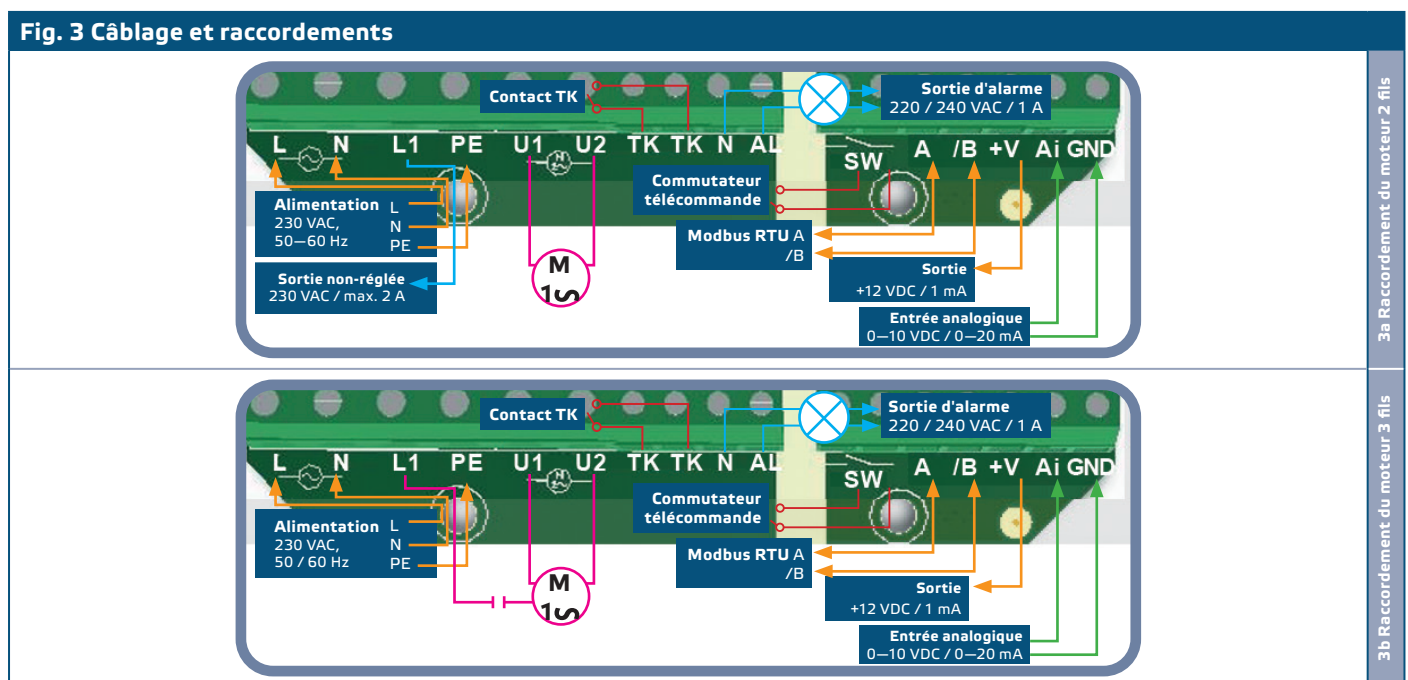 Fig. 3 Câblage et raccordements
Contact TK
Sortie d'alarme
220 / 240 VAC / 1 A
L N L1 PE U1 U2 TK TK N AL SW A /B +V Ai GND
Alimentation L
230 VAC, N
50—60 Hz PE
Sortie non-réglée
230 VAC / max. 2 A
M
1
Commutateur
télécommande
Modbus RTU A
/B
Sortie
+12 VDC / 1 mA
Entrée analogique
0—10 VDC / 0—20 mA
3a Raccordement du moteur 2 fils
Contact TK
Sortie d'alarme
220 / 240 VAC / 1 A
L N L1 PE U1 U2 TK TK N AL SW A /B +V Ai GND
Alimentation L
230 VAC, N
50 / 60 Hz PE
M
1
Commutateur
télécommande
Modbus RTU A
/B
Sortie
+12 VDC / 1 mA
Entrée analogique
0—10 VDC / 0—20 mA
3b Raccordement du moteur 3 fils